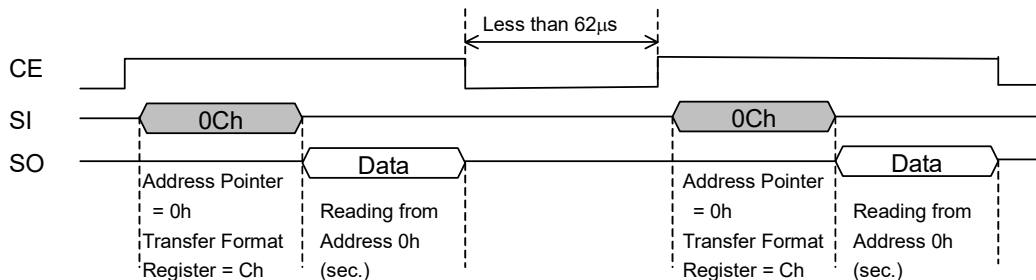 Less than 62μs
CE
SI
0Ch
0Ch
SO
Data
Data
Address Pointer
= 0h
Transfer Format
Register = Ch
Reading from
Address 0h
(sec.)
Address Pointer
= 0h
Transfer Format
Register = Ch
Reading from
Address 0h
(sec.)